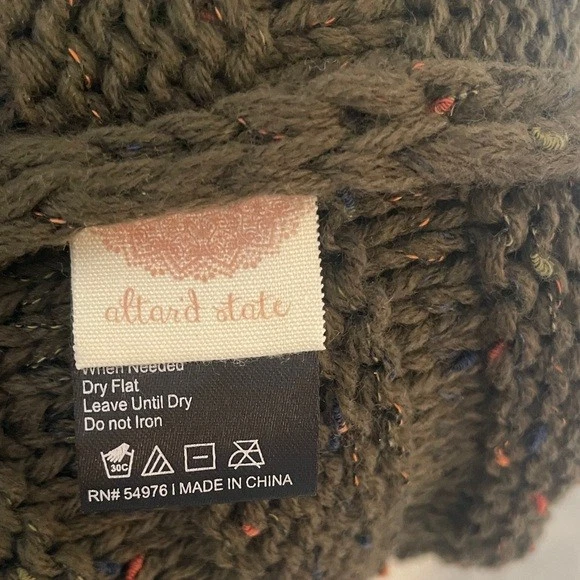 altar'd state
When Needed
Dry Flat
Leave Until Dry
Do not Iron
30C
RN# 54976 | MADE IN CHINA